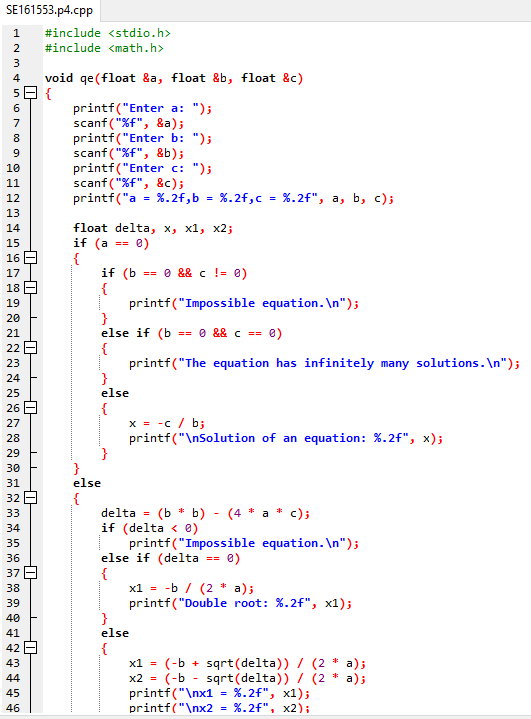 SE161553.p4.cpp
1 #include <stdio.h>
2 #include <math.h>
3
4 void qe(float &a, float &b, float &c)
5 {
6 printf("Enter a: ");
7 scanf("%f", &a);
8 printf("Enter b: ");
9 scanf("%f", &b);
10 printf("Enter c: ");
11 scanf("%f", &c);
12 printf("a = %.2f,b = %.2f,c = %.2f", a, b, c);
13
14 float delta, x, x1, x2;
15 if (a == 0)
16 {
17 if (b == 0 && c != 0)
18 {
19 printf("Impossible equation.\n");
20 }
21 else if (b == 0 && c == 0)
22 {
23 printf("The equation has infinitely many solutions.\n");
24 }
25 else
26 {
27 x = -c / b;
28 printf("\nSolution of an equation: %.2f", x);
29 }
30 }
31 else
32 {
33 delta = (b * b) - (4 * a * c);
34 if (delta < 0)
35 printf("Impossible equation.\n");
36 else if (delta == 0)
37 {
38 x1 = -b / (2 * a);
39 printf("Double root: %.2f", x1);
40 }
41 else
42 {
43 x1 = (-b + sqrt(delta)) / (2 * a);
44 x2 = (-b - sqrt(delta)) / (2 * a);
45 printf("\nx1 = %.2f", x1);
46 printf("\nx2 = %.2f", x2);